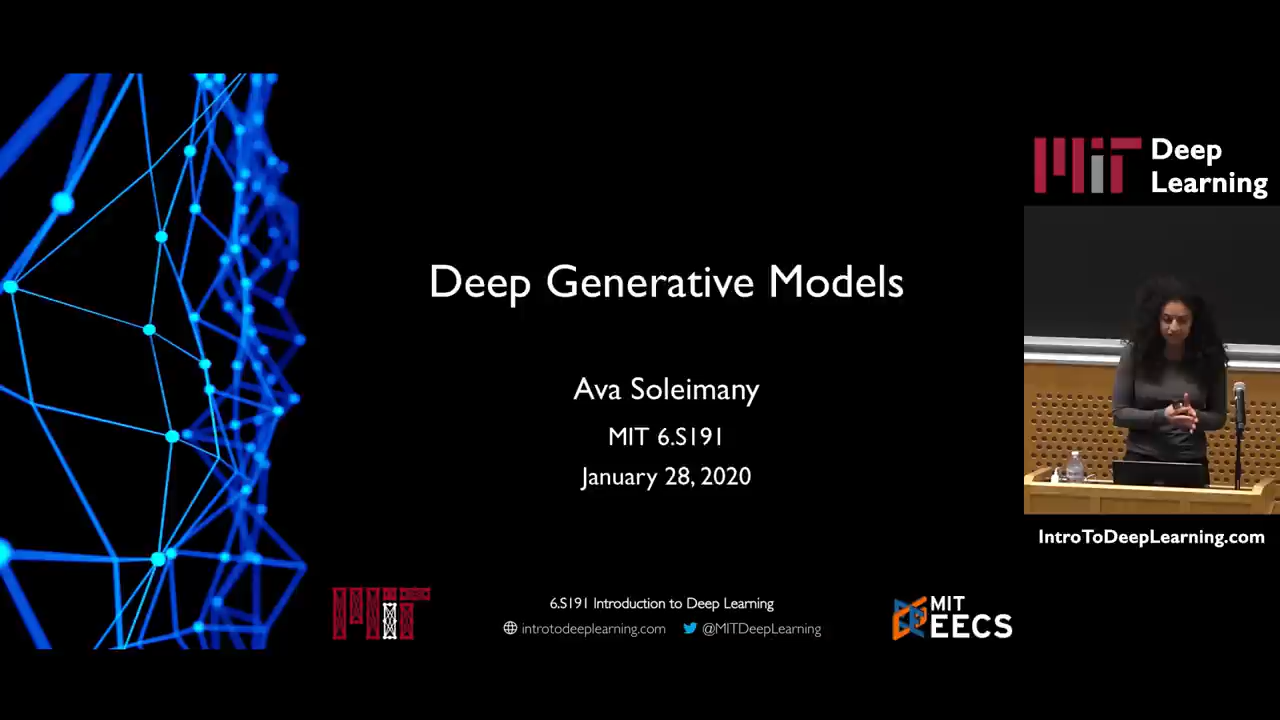 Deep Generative Models
Ava Soleimany
MIT 6.S191
January 28, 2020
MIT
6.S191 Introduction to Deep Learning
introtodeeplearning.com @MITDeepLearning
MIT
EECS
MIT Deep
Learning
IntroToDeepLearning.com